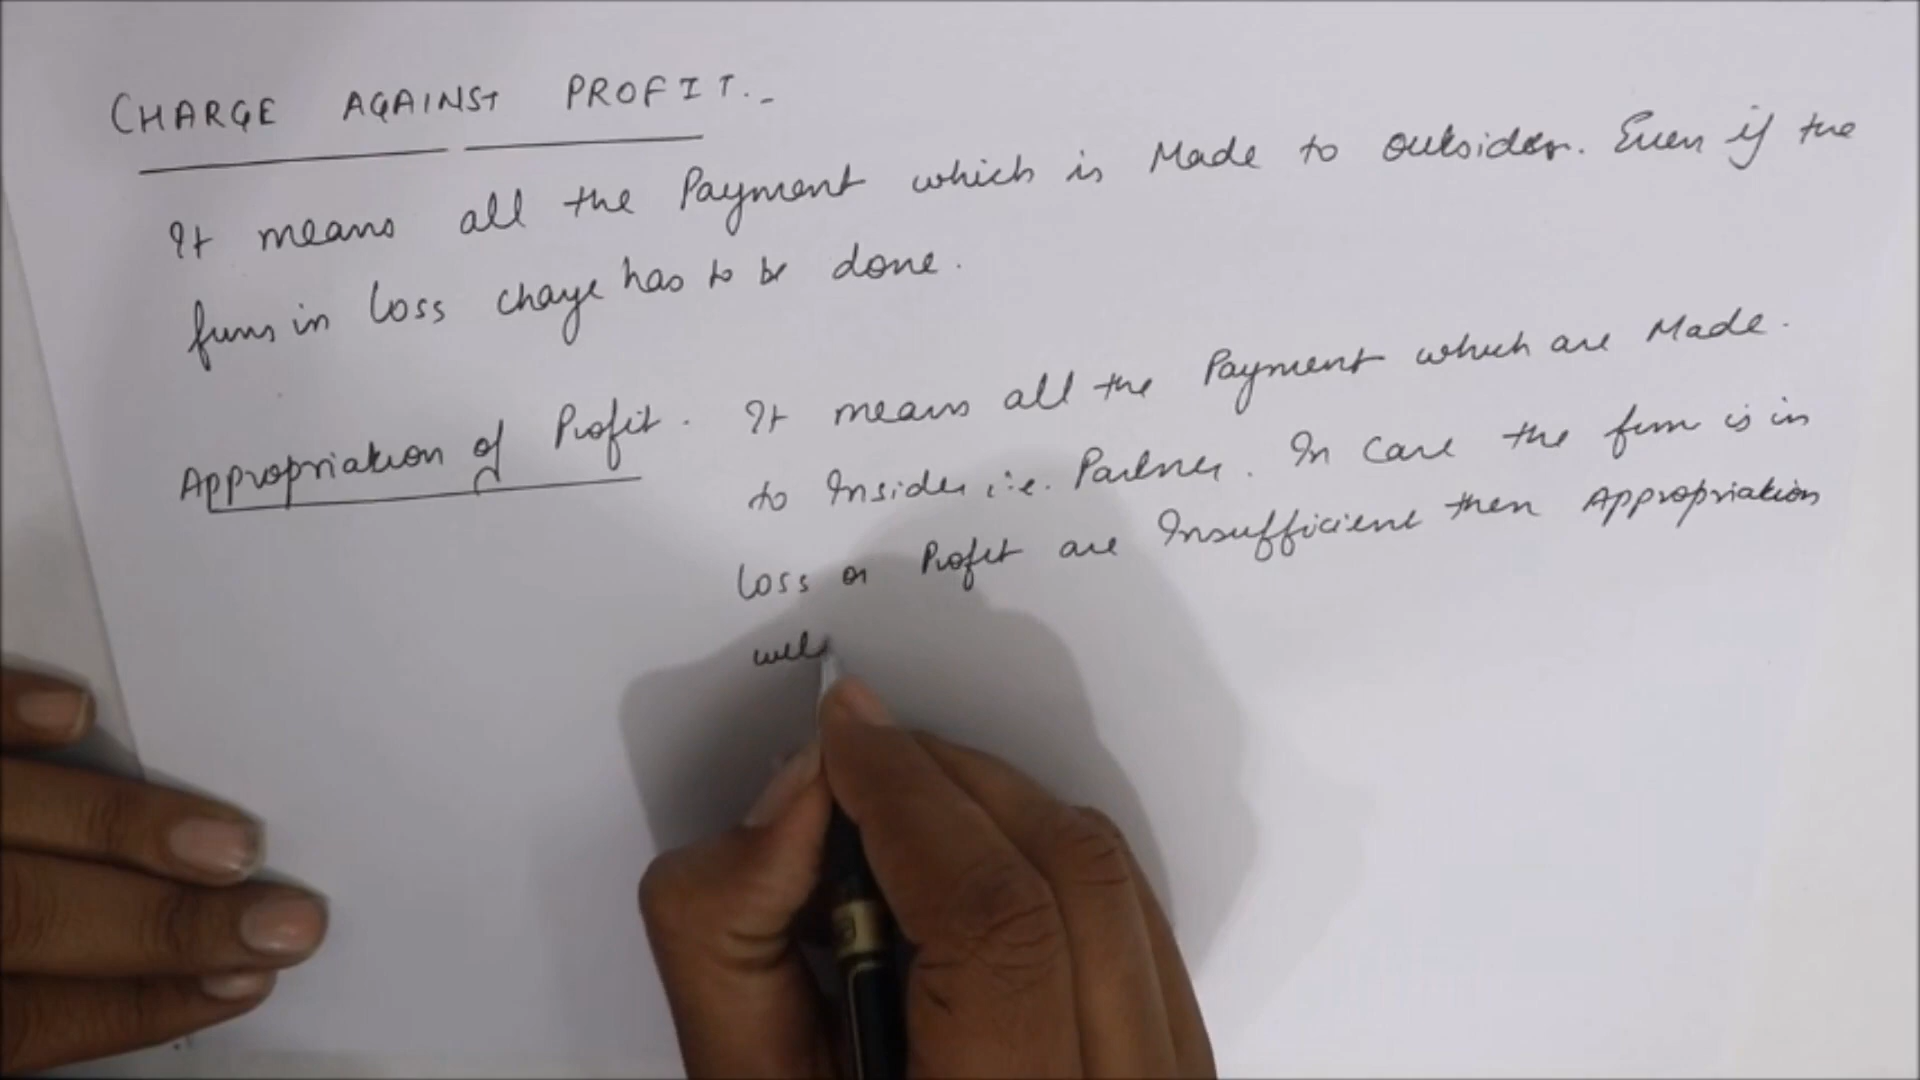 CHARGE AGAINST PROFIT. -
It means all the Payment which is Made to outsider. Even if the
firms in loss charge has to be done.
Appropriation of Profit. It means all the Payment which are Made.
to Insider i.e. Partner. In Case the firm is in
loss or Profit are Insufficient then Appropriation
will